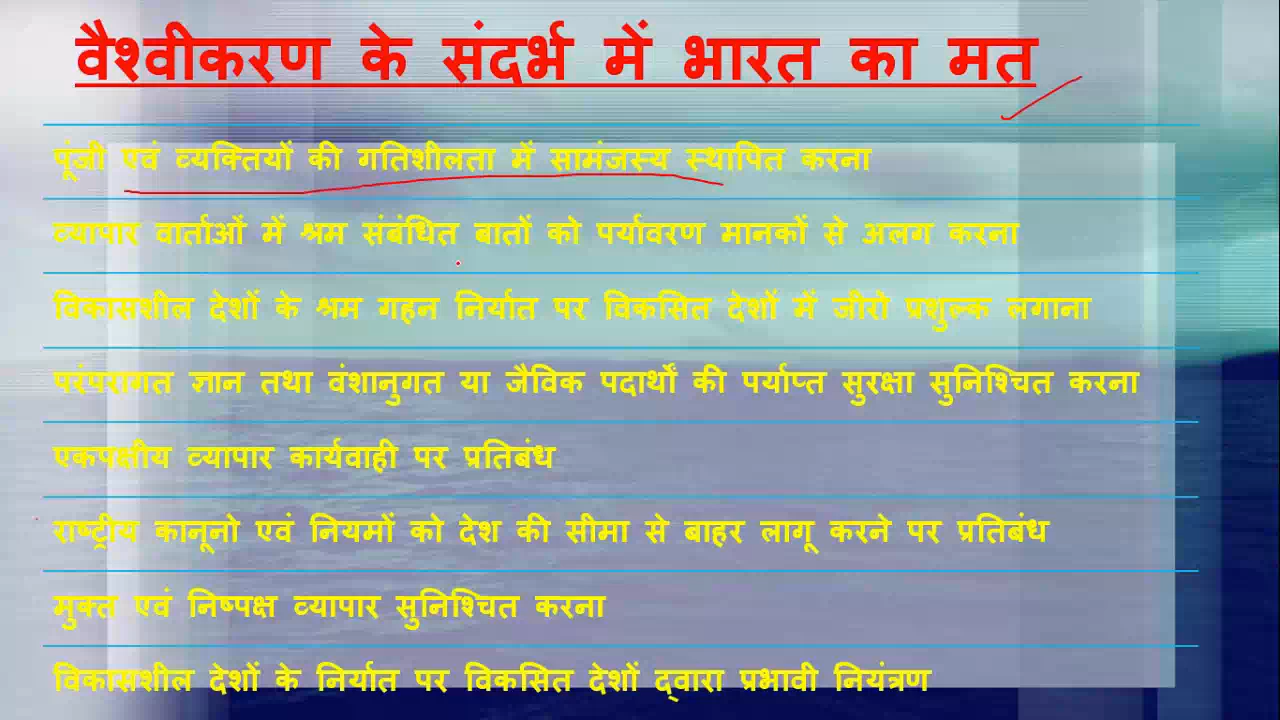 वैश्वीकरण के संदर्भ में भारत का मत
पूंजी एवं व्यक्तियों की गतिशीलता में सामंजस्य स्थापित करना
व्यापार वार्ताओं में श्रम संबंधित बातों को पर्यावरण मानकों से अलग करना
विकासशील देशों के श्रम गहन निर्यात पर विकसित देशों में जीरो प्रशुल्क लगाना
परंपरागत ज्ञान तथा वंशानुगत या जैविक पदार्थों की पर्याप्त सुरक्षा सुनिश्चित करना
एकपक्षीय व्यापार कार्यवाही पर प्रतिबंध
राष्ट्रीय कानूनो एवं नियमों को देश की सीमा से बाहर लागू करने पर प्रतिबंध
मुक्त एवं निष्पक्ष व्यापार सुनिश्चित करना
विकासशील देशों के निर्यात पर विकसित देशों द्वारा प्रभावी नियंत्रण